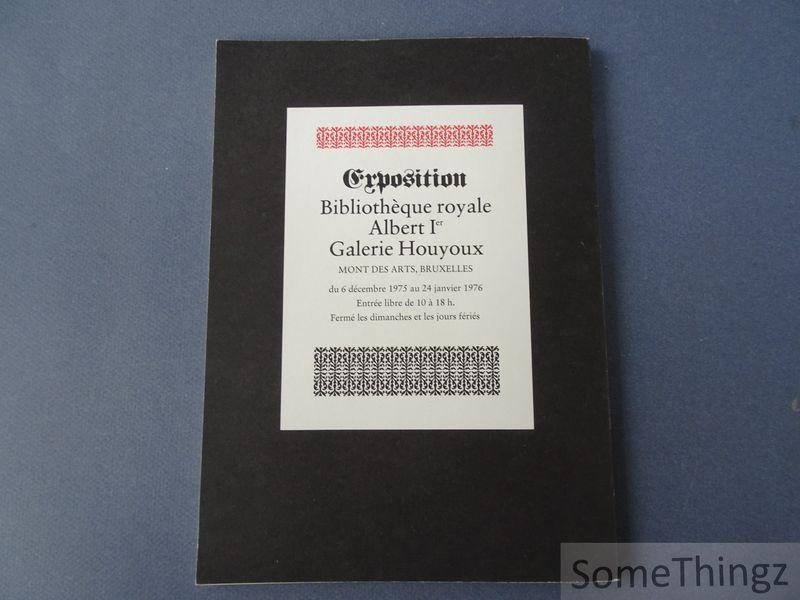 Exposition
Bibliothèque royale
Albert Ier
Galerie Houyoux
MONT DES ARTS, BRUXELLES
du 6 décembre 1975 au 24 janvier 1976
Entrée libre de 10 à 18 h.
Fermé les dimanches et les jours fériés
SomeThingz